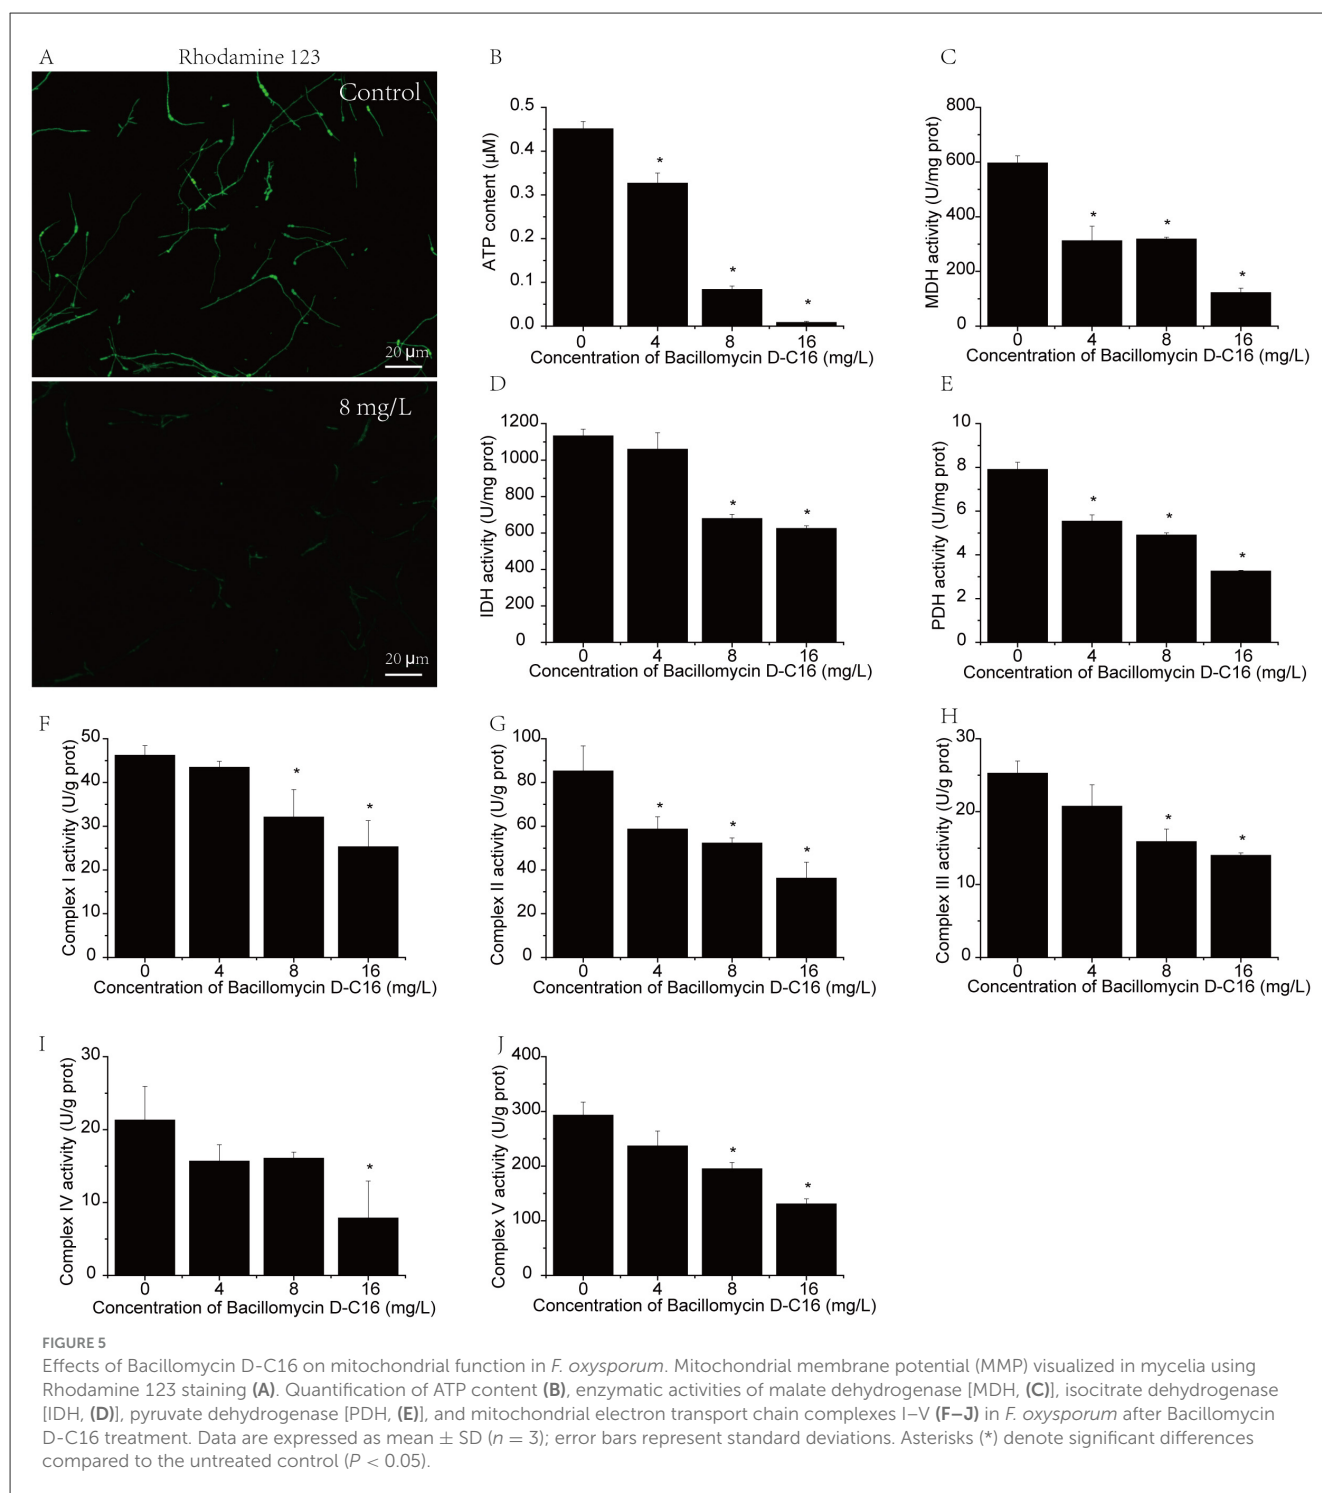 A
Rhodamine 123
Control
20 μm
8 mg/L
20 μm
B
ATP content (μM)
0.5
0.4
0.3
0.2
0.1
0.0
*
*
*
0 4 8 16
Concentration of Bacillomycin D-C16 (mg/L)
C
MDH activity (U/mg prot)
800
600
400
200
0
*
*
*
0 4 8 16
Concentration of Bacillomycin D-C16 (mg/L)
D
IDH activity (U/mg prot)
1200
1000
800
600
400
200
0
*
*
0 4 8 16
Concentration of Bacillomycin D-C16 (mg/L)
E
PDH activity (U/mg prot)
10
8
6
4
2
0
*
*
*
0 4 8 16
Concentration of Bacillomycin D-C16 (mg/L)
F
Complex I activity (U/g prot)
50
40
30
20
10
0
*
*
0 4 8 16
Concentration of Bacillomycin D-C16 (mg/L)
G
Complex II activity (U/g prot)
100
80
60
40
20
0
*
*
*
0 4 8 16
Concentration of Bacillomycin D-C16 (mg/L)
H
Complex III activity (U/g prot)
30
20
10
0
*
*
0 4 8 16
Concentration of Bacillomycin D-C16 (mg/L)
I
Complex IV activity (U/g prot)
30
20
10
0
*
0 4 8 16
Concentration of Bacillomycin D-C16 (mg/L)
J
Complex V activity (U/g prot)
400
300
200
100
0
*
*
0 4 8 16
Concentration of Bacillomycin D-C16 (mg/L)
FIGURE 5
Effects of Bacillomycin D-C16 on mitochondrial function in F. oxysporum. Mitochondrial membrane potential (MMP) visualized in mycelia using
Rhodamine 123 staining (A). Quantification of ATP content (B), enzymatic activities of malate dehydrogenase [MDH, (C)], isocitrate dehydrogenase
[IDH, (D)], pyruvate dehydrogenase [PDH, (E)], and mitochondrial electron transport chain complexes I–V (F–J) in F. oxysporum after Bacillomycin
D-C16 treatment. Data are expressed as mean ± SD (n = 3); error bars represent standard deviations. Asterisks (*) denote significant differences
compared to the untreated control (P < 0.05).